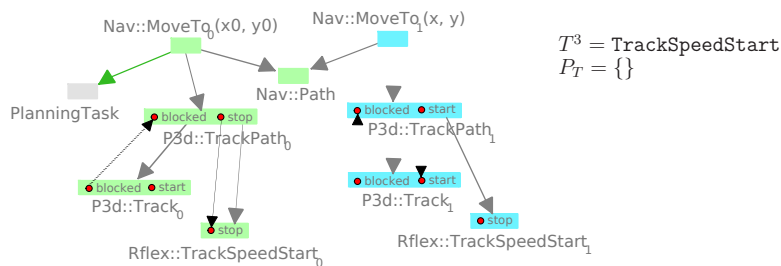 Nav::MoveTo0(x0, y0)
Nav::MoveTo1(x, y)
T³ = TrackSpeedStart
P_T = {}
PlanningTask
Nav::Path
blocked stop
P3d::TrackPath0
blocked start
P3d::TrackPath1
blocked start
P3d::Track0
blocked start
P3d::Track1
stop
Rflex::TrackSpeedStart0
stop
Rflex::TrackSpeedStart1